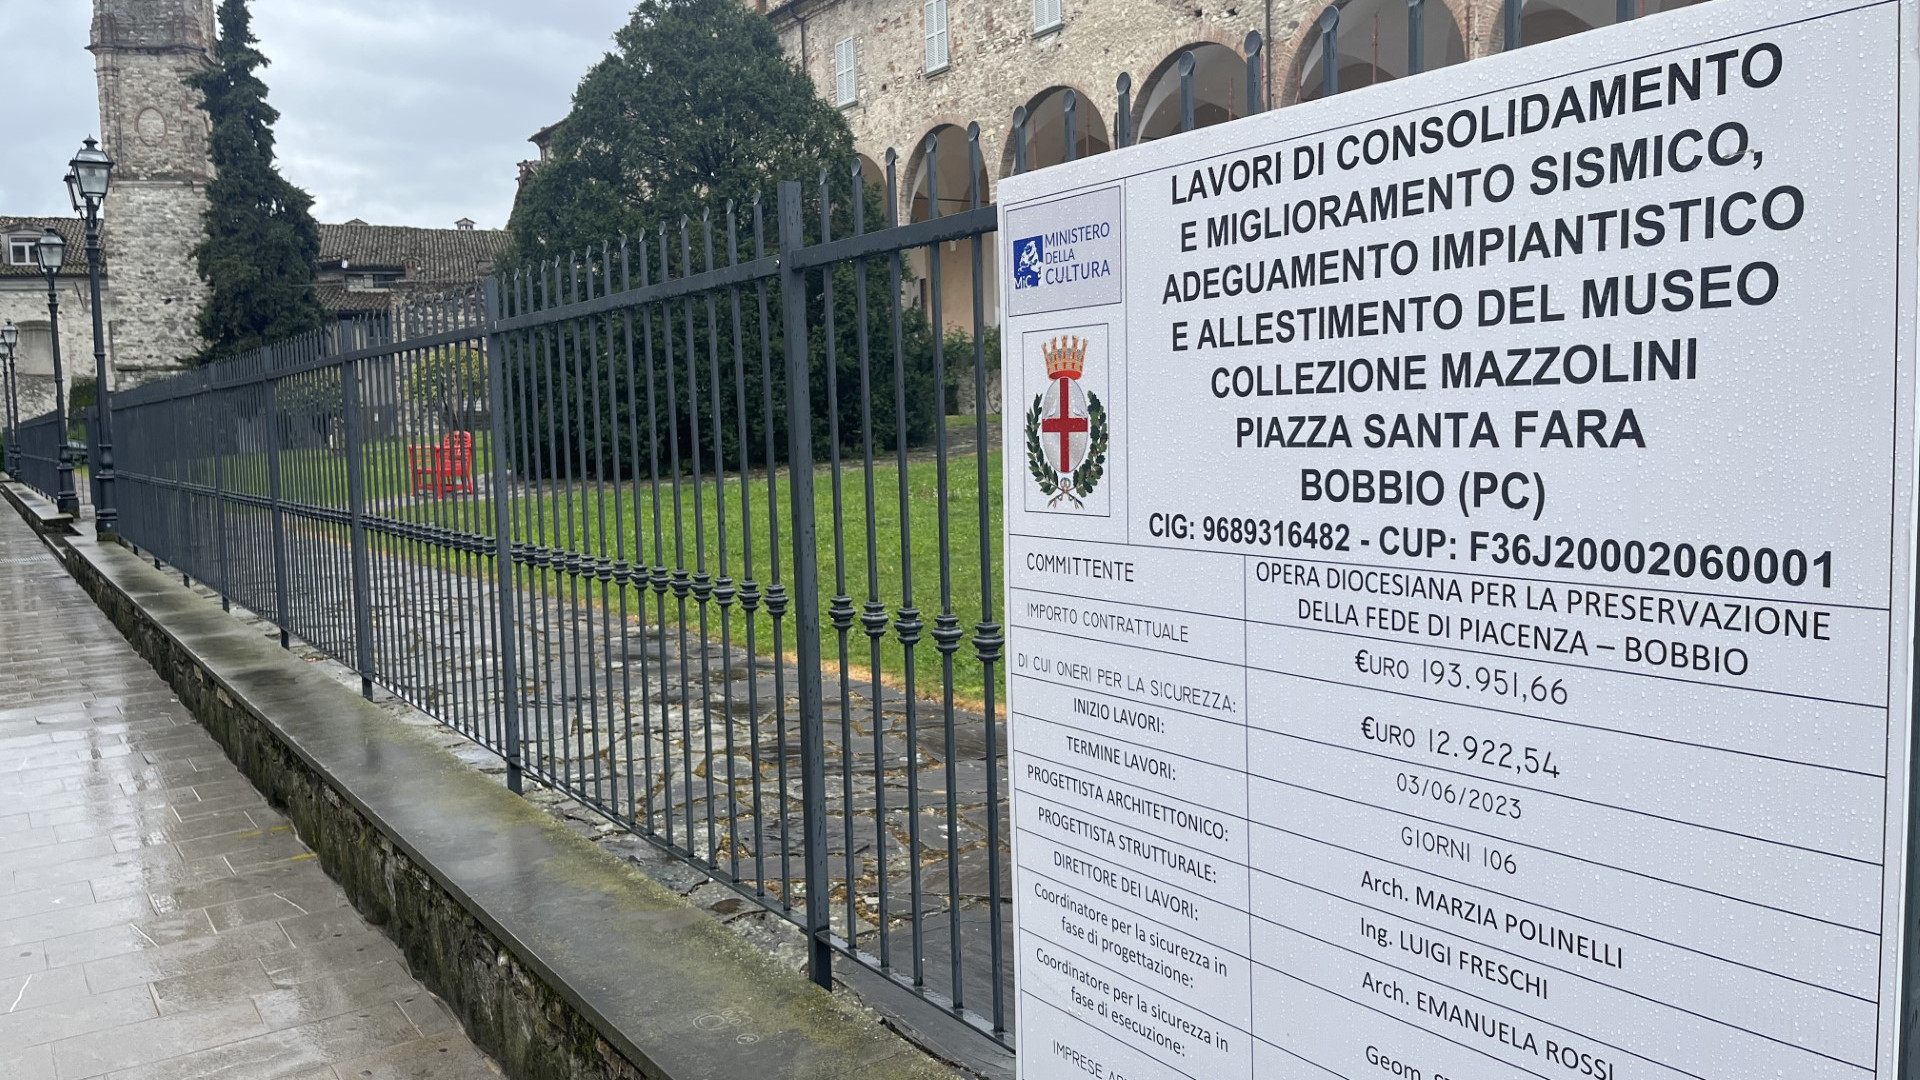 LAVORI DI CONSOLIDAMENTO
E MIGLIORAMENTO SISMICO,
ADEGUAMENTO IMPIANTISTICO
E ALLESTIMENTO DEL MUSEO
COLLEZIONE MAZZOLINI
PIAZZA SANTA FARA
BOBBIO (PC)
CIG: 9689316482 - CUP: F36J20002060001
MiC
MINISTERO
DELLA
CULTURA
COMMITTENTE
OPERA DIOCESIANA PER LA PRESERVAZIONE
DELLA FEDE DI PIACENZA – BOBBIO
IMPORTO CONTRATTUALE
€URO 193.951,66
DI CUI ONERI PER LA SICUREZZA:
€URO 12.922,54
INIZIO LAVORI:
03/06/2023
TERMINE LAVORI:
GIORNI 106
PROGETTISTA ARCHITETTONICO:
Arch. MARZIA POLINELLI
PROGETTISTA STRUTTURALE:
Ing. LUIGI FRESCHI
DIRETTORE DEI LAVORI:
Arch. EMANUELA ROSSI
Coordinatore per la sicurezza in
fase di progettazione:
Geom.
Coordinatore per la sicurezza in
fase di esecuzione:
IMPRESE